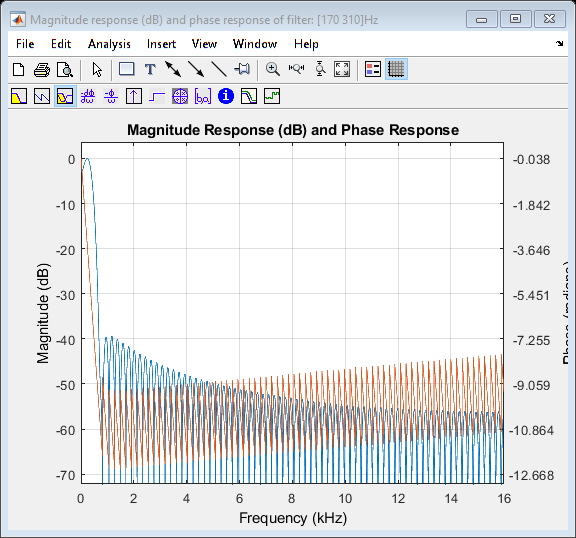 Magnitude response (dB) and phase response of filter: [170 310]Hz
File Edit Analysis Insert View Window Help
Magnitude Response (dB) and Phase Response
0
-10
-20
-30
-40
-50
-60
-70
Magnitude (dB)
-0.038
-1.842
-3.646
-5.451
-7.255
-9.059
-10.864
-12.668
0 2 4 6 8 10 12 14 16
Frequency (kHz)